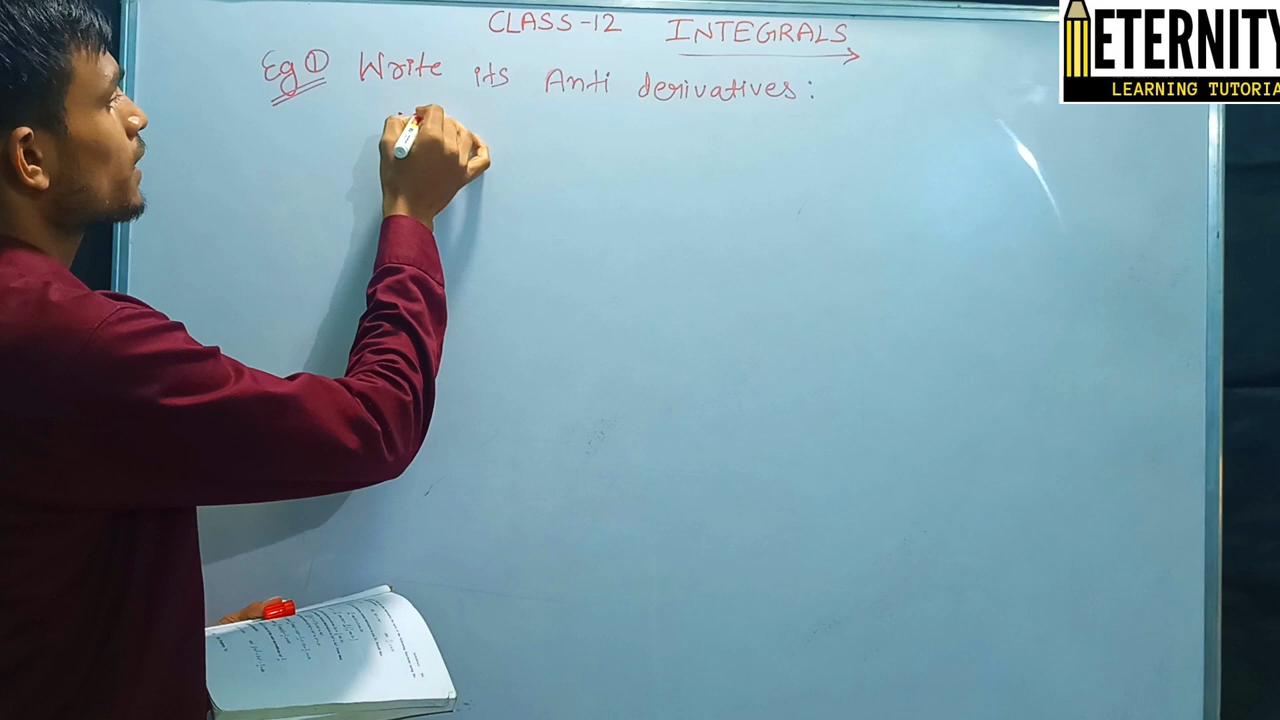 CLASS-12 INTEGRALS
Eg ① Write its Anti derivatives:
ETERNITY
LEARNING TUTORIA